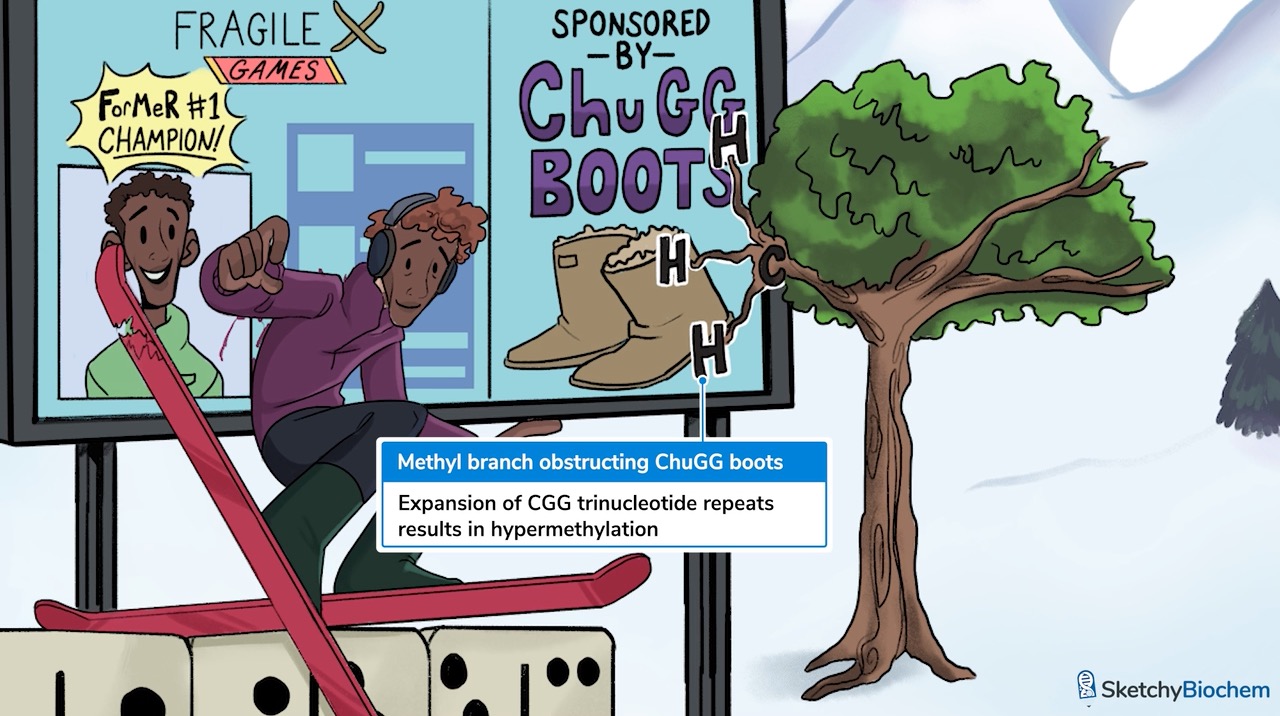 FRAGILE X
GAMES
ForMeR #1
CHAMPION!
SPONSORED
-BY-
ChuGG
BOOTS
H
H
C
H
Methyl branch obstructing ChuGG boots
Expansion of CGG trinucleotide repeats
results in hypermethylation
SketchyBiochem